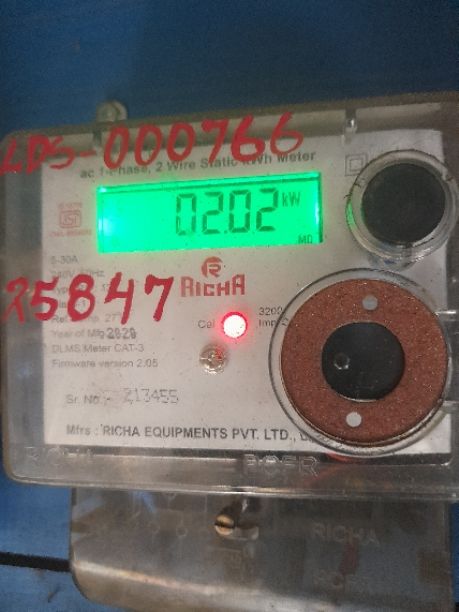 LDS-000766
ac 1-Phase, 2 Wire Static kWh Meter
02.02 kW
MD
RICHA
5-30A
240V
25847
Cal
3200
Year of Mfg 2020
DLMS Meter CAT-3
Firmware version 2.05
Sr. No.:- 213455
Mfrs : RICHA EQUIPMENTS PVT. LTD.,
RICHA
RICHA